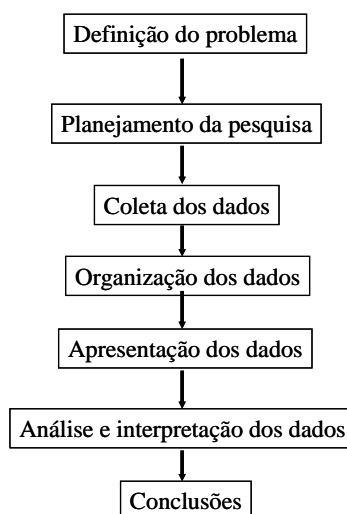 Definição do problema
Planejamento da pesquisa
Coleta dos dados
Organização dos dados
Apresentação dos dados
Análise e interpretação dos dados
Conclusões